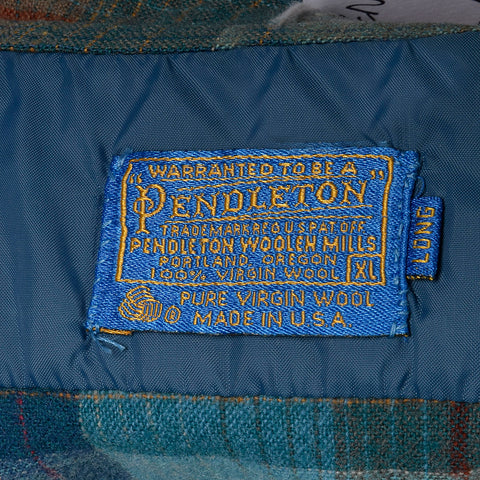 "WARRANTED TO BE A"
PENDLETON
TRADEMARK REG U.S. PAT. OFF.
PENDLETON WOOLEN MILLS
PORTLAND, OREGON
100% VIRGIN WOOL XL
PURE VIRGIN WOOL
MADE IN U.S.A.
LONG